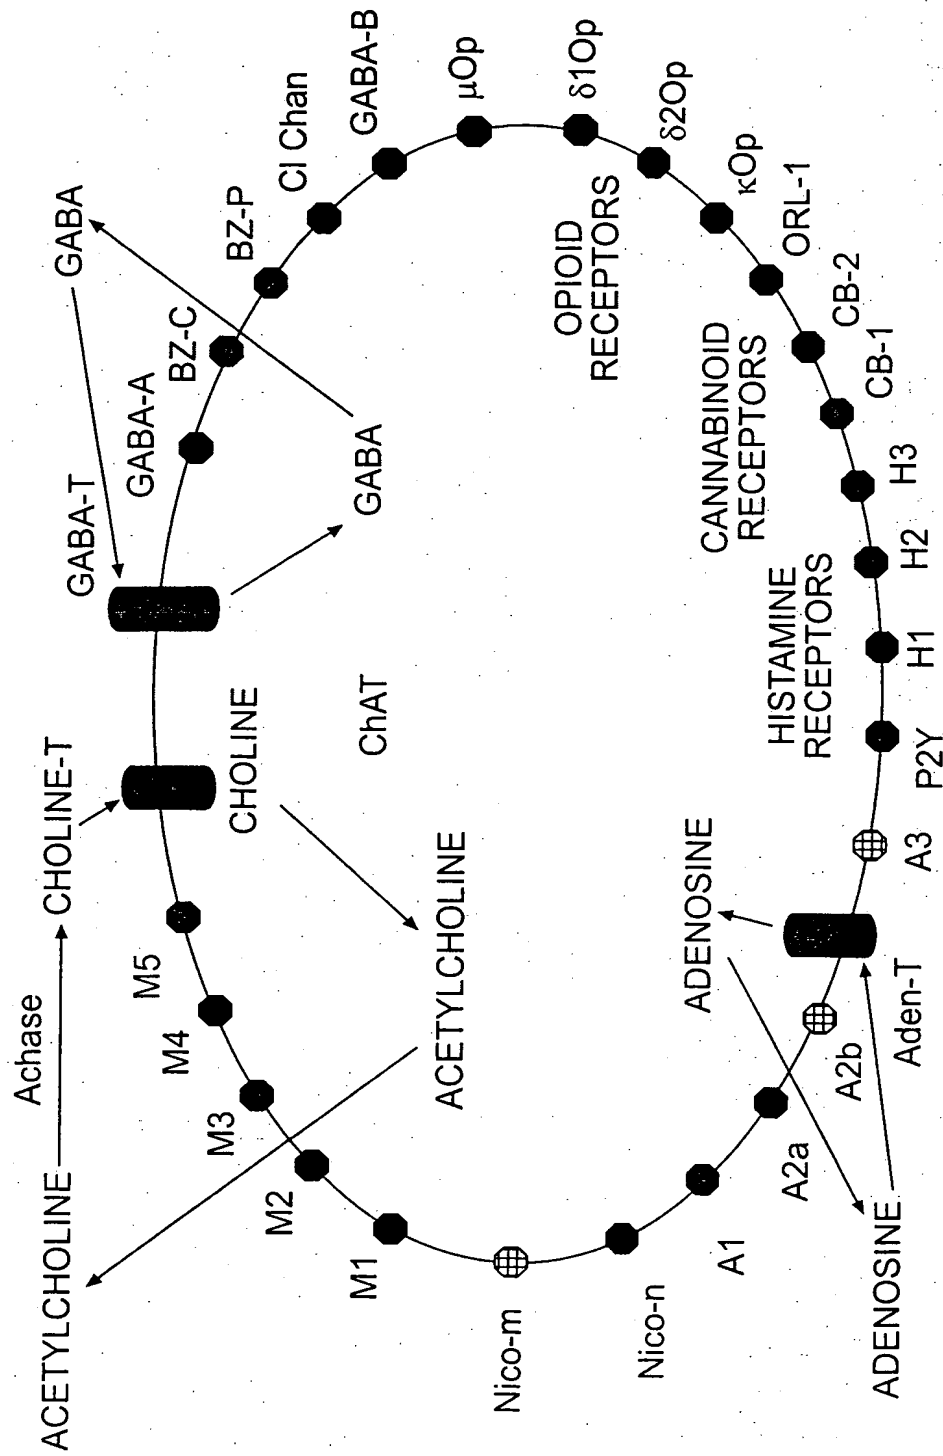 ACETYLCHOLINE
Achase
CHOLINE-T
GABA-T
GABA
M1
M2
M3
M4
M5
CHOLINE
ChAT
ACETYLCHOLINE
GABA
GABA-A
BZ-C
BZ-P
Cl Chan
GABA-B
μOp
δ1Op
δ2Op
κOp
ORL-1
OPIOID
RECEPTORS
CB-2
CB-1
CANNABINOID
RECEPTORS
H3
H2
H1
HISTAMINE
RECEPTORS
P2Y
A3
ADENOSINE
Aden-T
A2b
A2a
A1
ADENOSINE
Nico-n
Nico-m